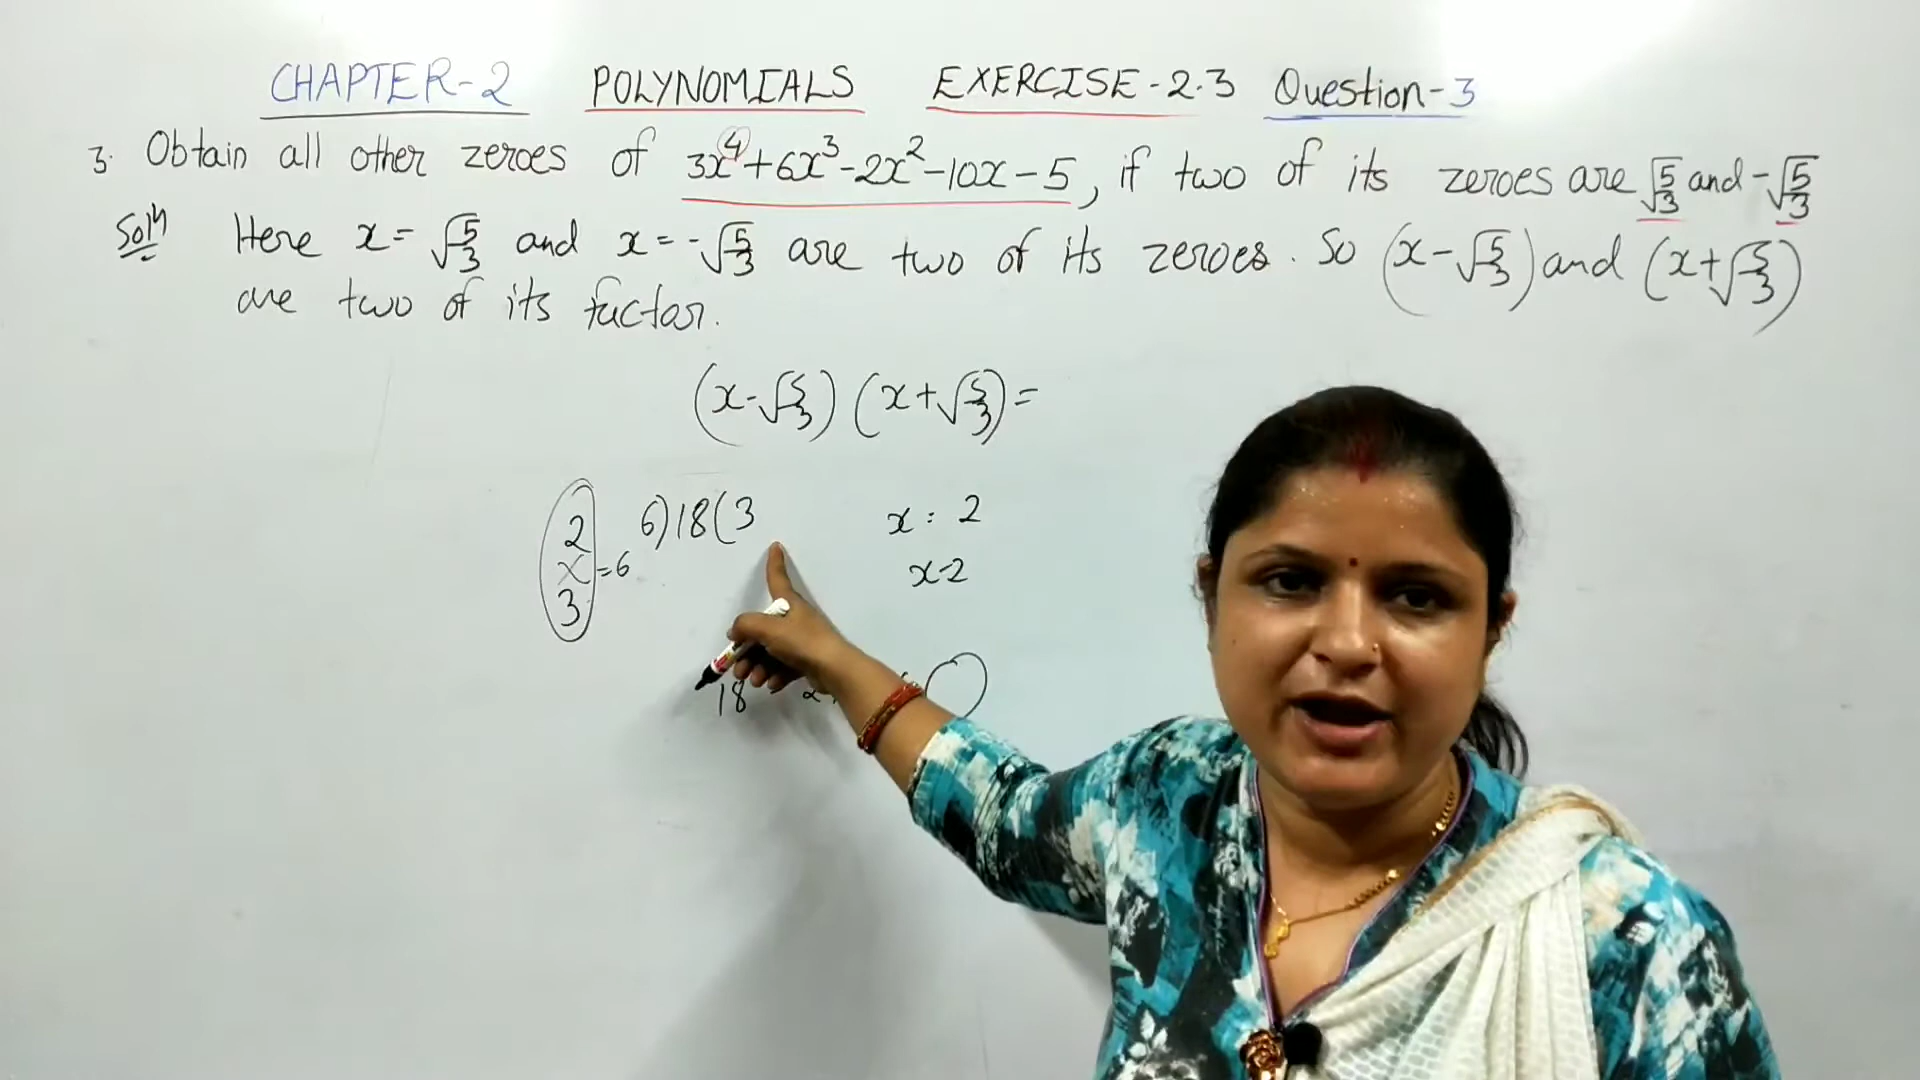 CHAPTER-2 POLYNOMIALS EXERCISE-2.3 Question-3
3. Obtain all other zeroes of 3x⁴+6x³-2x²-10x-5, if two of its zeroes are √5/3 and -√5/3
Solⁿ Here x = √5/3 and x = -√5/3 are two of its zeroes. So (x-√5/3) and (x+√5/3)
are two of its factor.
(x-√5/3) (x+√5/3) =
2 × 3 = 6
6)18(3
x = 2
x-2
18